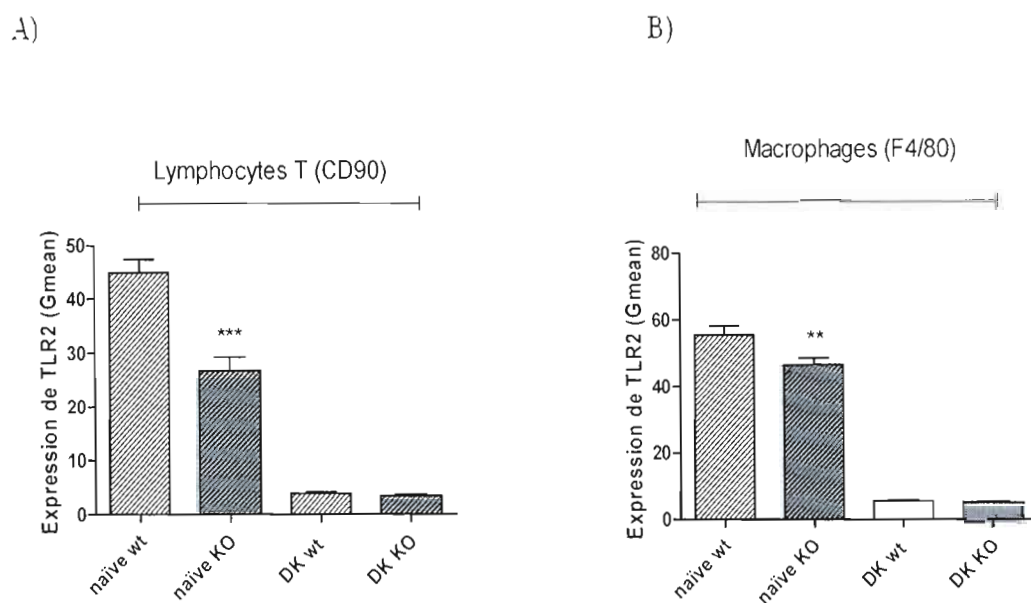 A)
B)
Lymphocytes T (CD90)
Expression de TLR2 (Gmean)
50
40
30
20
10
0
***
naïve wt
naïve KO
DK wt
DK KO
Macrophages (F4/80)
Expression de TLR2 (Gmean)
80
60
40
20
0
**
naïve wt
naïve KO
DK wt
DK KO